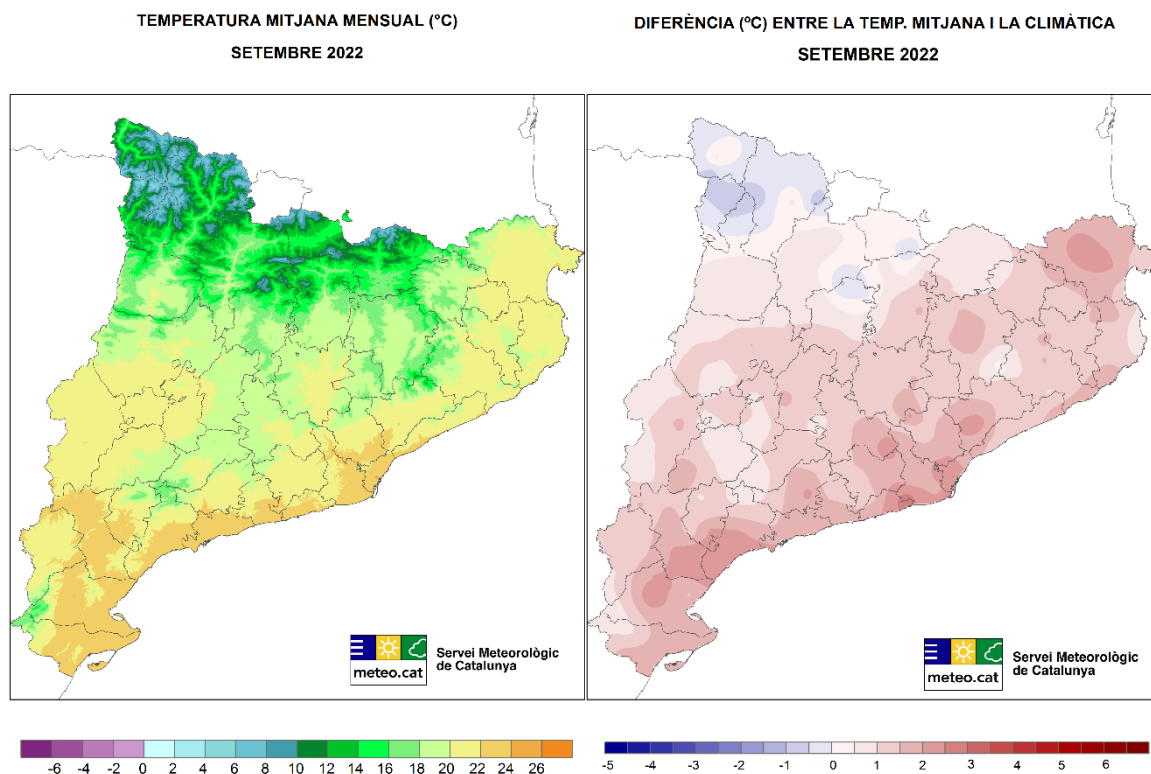 TEMPERATURA MITJANA MENSUAL (°C)
SETEMBRE 2022
DIFERÈNCIA (ºC) ENTRE LA TEMP. MITJANA I LA CLIMÀTICA
SETEMBRE 2022
meteo.cat
Servei Meteorològic
de Catalunya
meteo.cat
Servei Meteorològic
de Catalunya
-6 -4 -2 0 2 4 6 8 10 12 14 16 18 20 22 24 26
-5 -4 -3 -2 -1 0 1 2 3 4 5 6